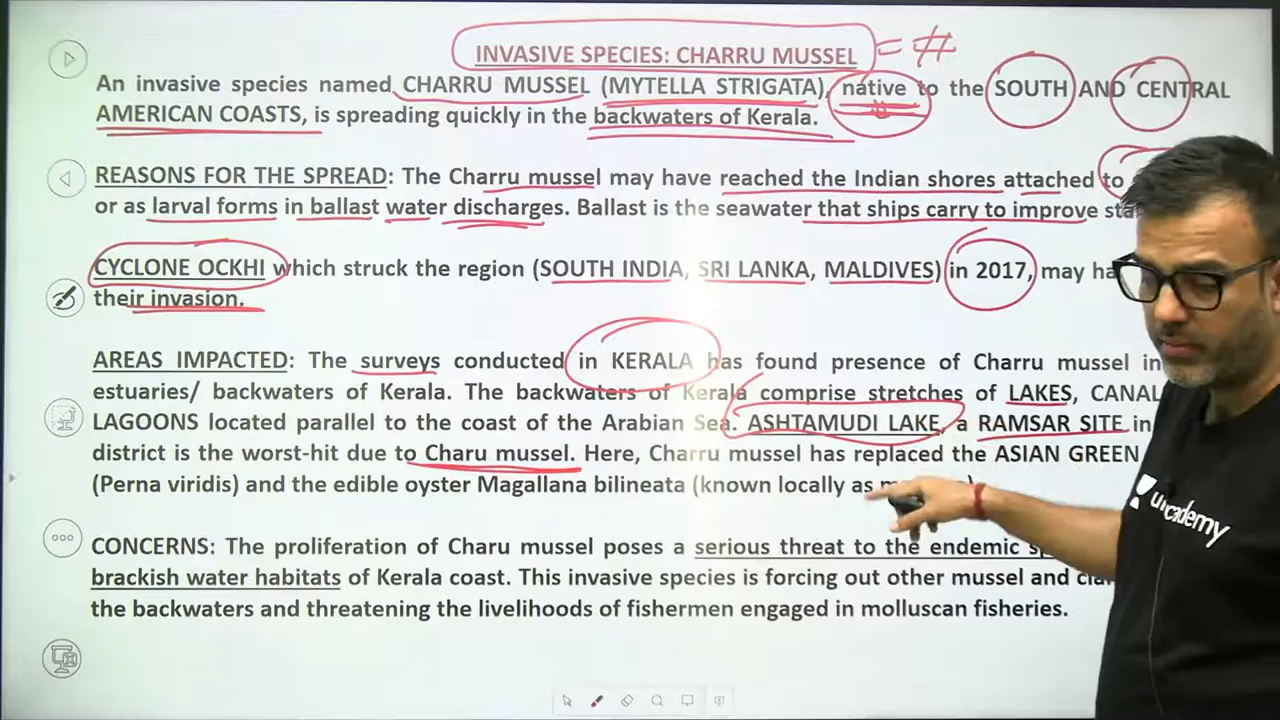 INVASIVE SPECIES: CHARRU MUSSEL = #
An invasive species named CHARRU MUSSEL (MYTELLA STRIGATA), native to the SOUTH AND CENTRAL
AMERICAN COASTS, is spreading quickly in the backwaters of Kerala.
REASONS FOR THE SPREAD: The Charru mussel may have reached the Indian shores attached to
or as larval forms in ballast water discharges. Ballast is the seawater that ships carry to improve
CYCLONE OCKHI which struck the region (SOUTH INDIA, SRI LANKA, MALDIVES) in 2017, may
their invasion.
AREAS IMPACTED: The surveys conducted in KERALA has found presence of Charru mussel in
estuaries/ backwaters of Kerala. The backwaters of Kerala comprise stretches of LAKES,
LAGOONS located parallel to the coast of the Arabian Sea. ASHTAMUDI LAKE, a RAMSAR SITE in
district is the worst-hit due to Charu mussel. Here, Charru mussel has replaced the ASIAN GREEN
(Perna viridis) and the edible oyster Magallana bilineata (known locally as
unacademy
CONCERNS: The proliferation of Charu mussel poses a serious threat to the endemic
brackish water habitats of Kerala coast. This invasive species is forcing out other mussel and
the backwaters and threatening the livelihoods of fishermen engaged in molluscan fisheries.